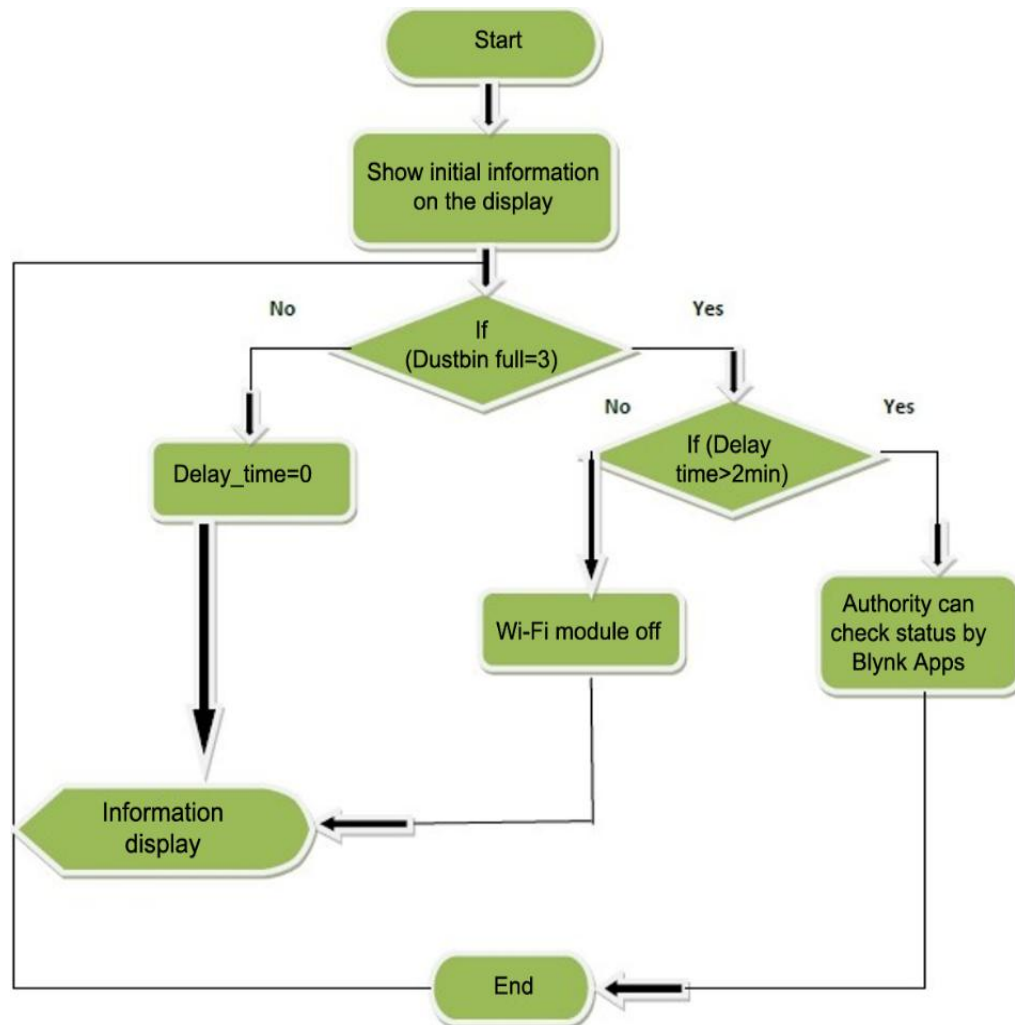 Start
Show initial information
on the display
No
Yes
If
(Dustbin full=3)
No
Yes
Delay_time=0
If (Delay
time>2min)
Wi-Fi module off
Authority can
check status by
Blynk Apps
Information
display
End